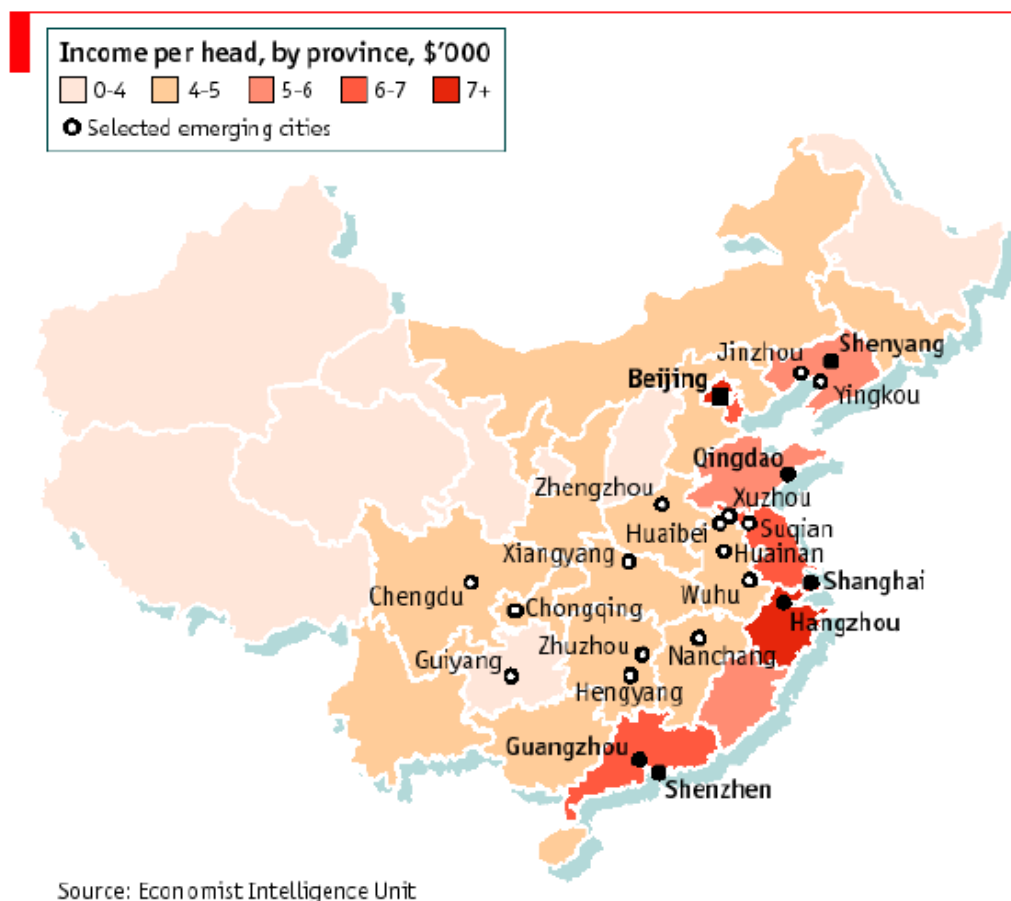 Income per head, by province, $'000
0-4 4-5 5-6 6-7 7+
Selected emerging cities
Jinzhou
Shenyang
Beijing
Yingkou
Qingdao
Zhengzhou
Xuzhou
Huaibei
Suqian
Xiangyang
Huainan
Chengdu
Wuhu
Shanghai
Chongqing
Hangzhou
Zhuzhou
Nanchang
Guiyang
Hengyang
Guangzhou
Shenzhen
Source: Economist Intelligence Unit